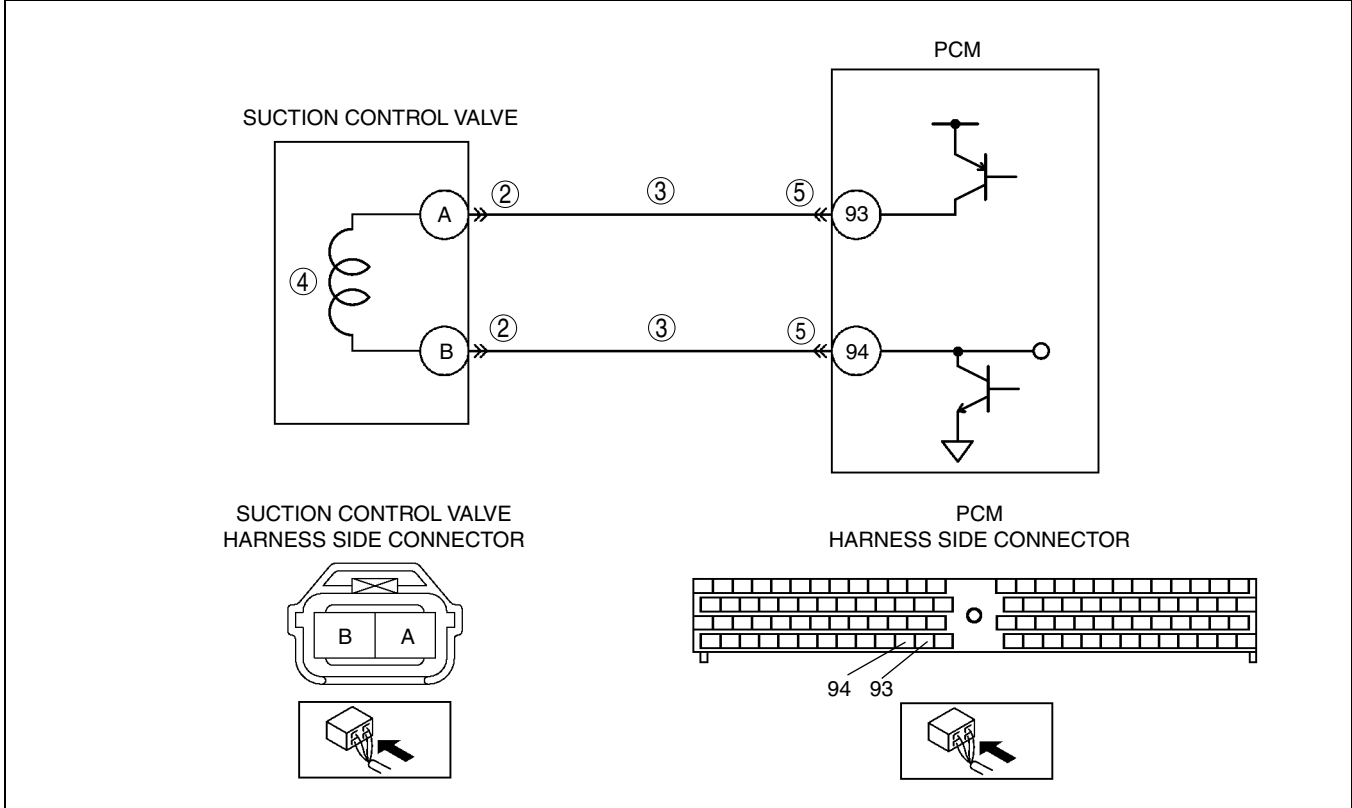 PCM
SUCTION CONTROL VALVE
② ③ ⑤
A 93
④
② ③ ⑤
B 94
SUCTION CONTROL VALVE
HARNESS SIDE CONNECTOR
PCM
HARNESS SIDE CONNECTOR
B A
94 93